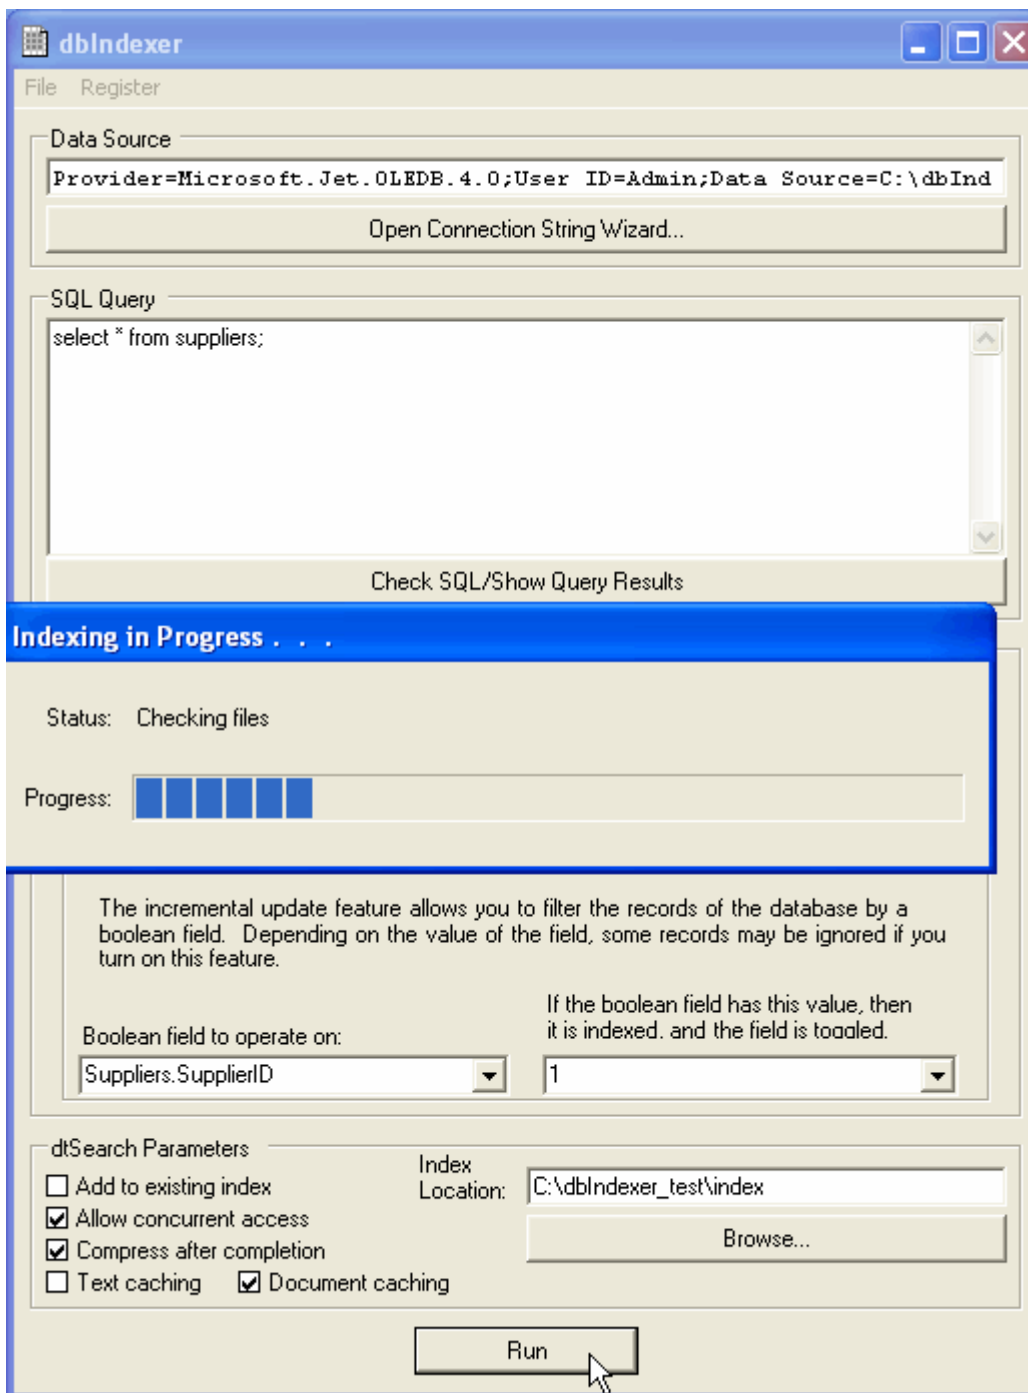 dbIndexer
File Register
Data Source
Provider=Microsoft.Jet.OLEDB.4.0;User ID=Admin;Data Source=C:\dbInd
Open Connection String Wizard...
SQL Query
select * from suppliers;
Check SQL/Show Query Results
Indexing in Progress . . .
Status: Checking files
Progress:
The incremental update feature allows you to filter the records of the database by a
boolean field. Depending on the value of the field, some records may be ignored if you
turn on this feature.
Boolean field to operate on:
If the boolean field has this value, then
it is indexed, and the field is toggled.
Suppliers.SupplierID
1
dtSearch Parameters
Add to existing index
Allow concurrent access
Compress after completion
Text caching Document caching
Index
Location:
C:\dbIndexer_test\index
Browse...
Run